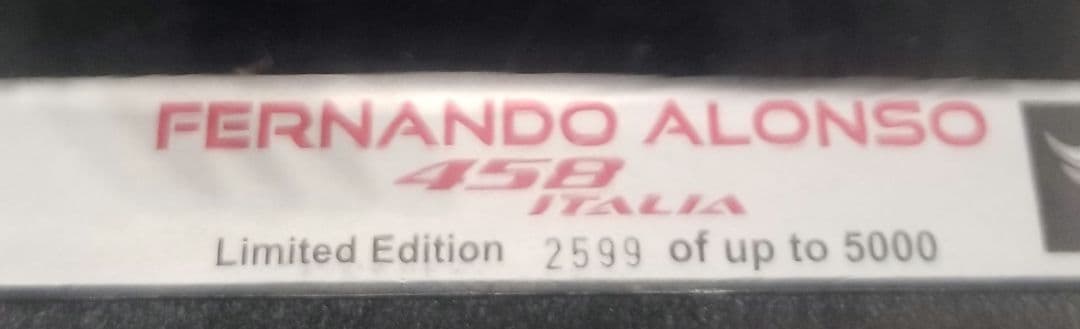 FERNANDO ALONSO
458
ITALIA
Limited Edition 2599 of up to 5000